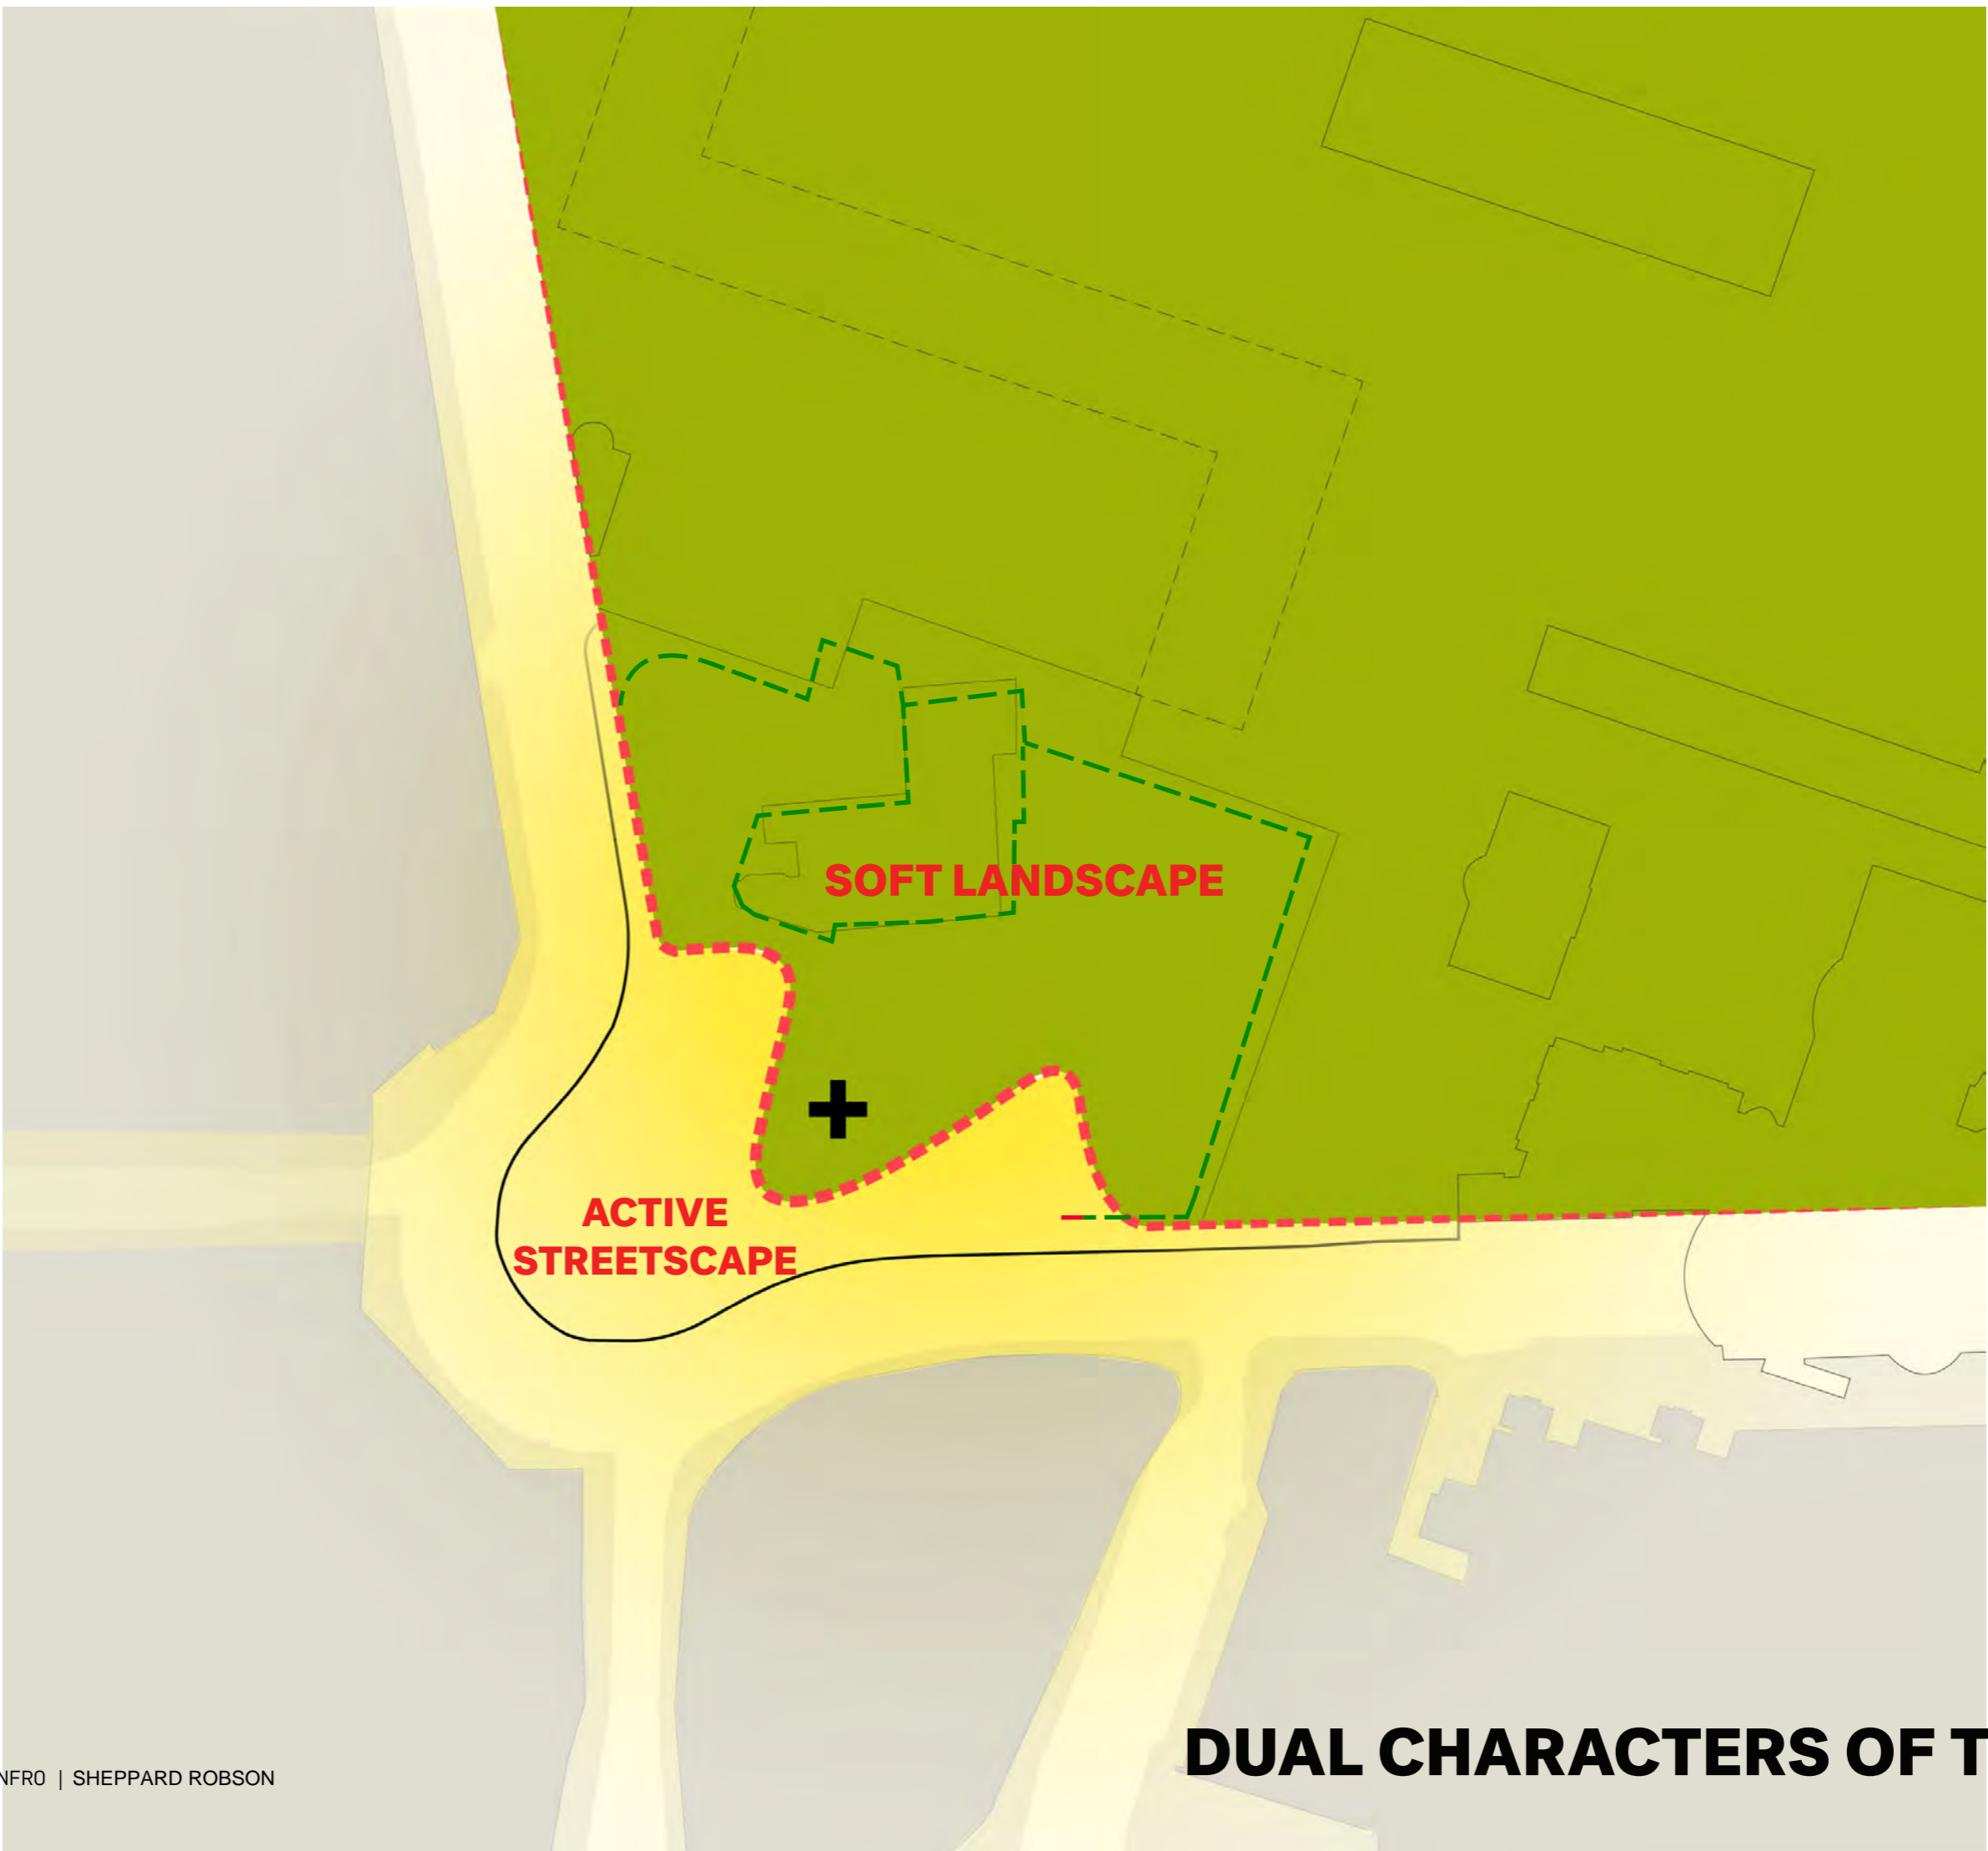 SOFT LANDSCAPE
ACTIVE
STREETSCAPE
DUAL CHARACTERS OF T
NFRO | SHEPPARD ROBSON